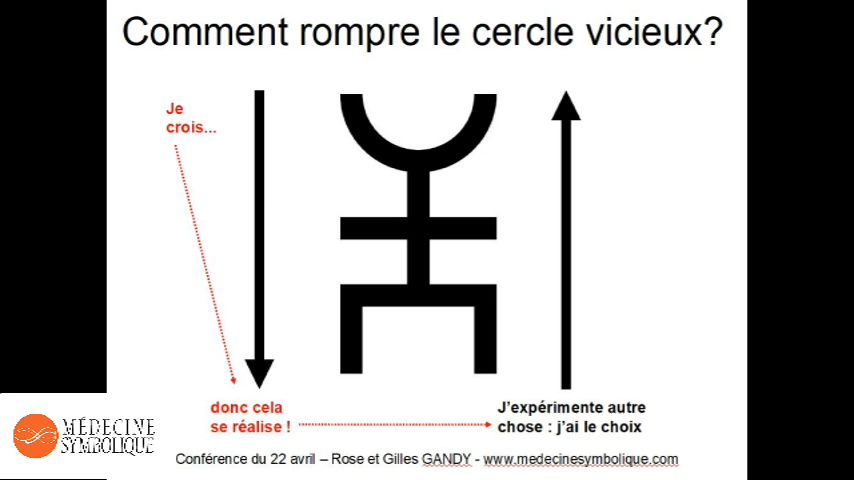 Comment rompre le cercle vicieux?
Je
crois...
donc cela
se réalise !
J'expérimente autre
chose : j'ai le choix
MÉDECINE
SYMBOLIQUE
Conférence du 22 avril – Rose et Gilles GANDY - www.medecinesymbolique.com